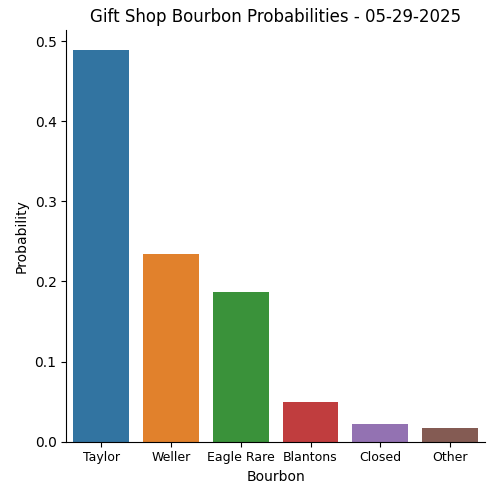 Gift Shop Bourbon Probabilities - 05-29-2025
0.5
0.4
0.3
0.2
0.1
0.0
Probability
Taylor Weller Eagle Rare Blantons Closed Other
Bourbon